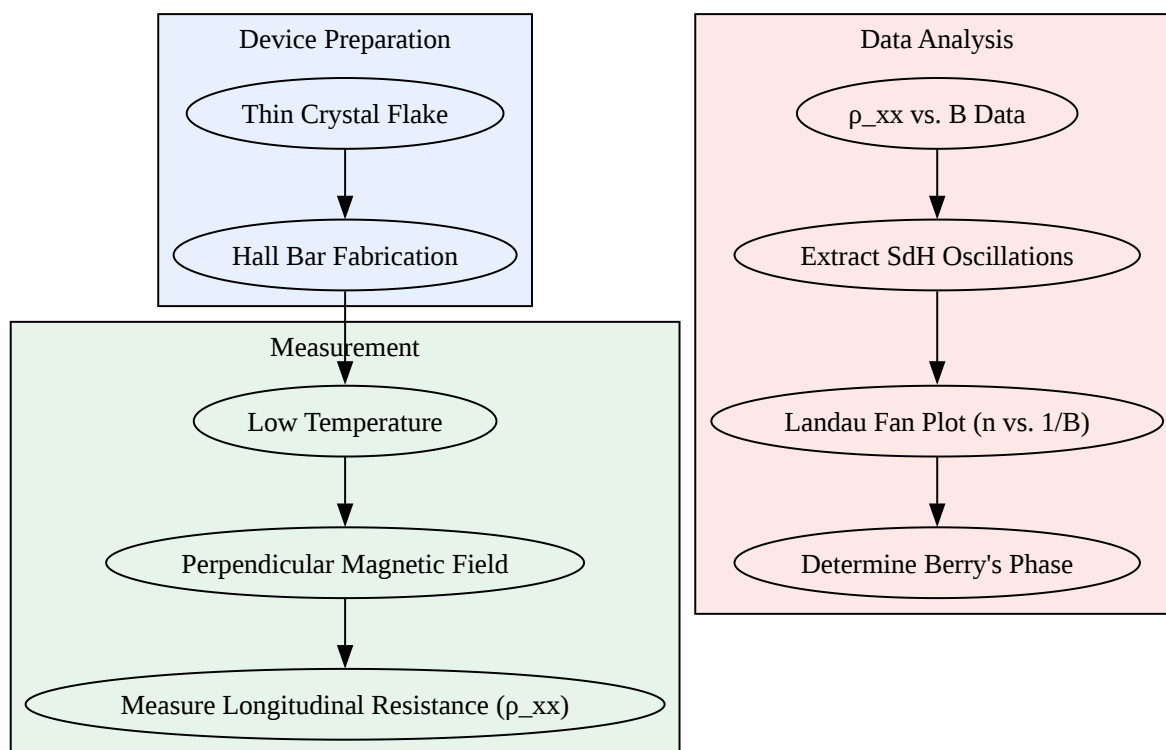 Device Preparation
Thin Crystal Flake
Hall Bar Fabrication
Measurement
Low Temperature
Perpendicular Magnetic Field
Measure Longitudinal Resistance (ρ_xx)
Data Analysis
ρ_xx vs. B Data
Extract SdH Oscillations
Landau Fan Plot (n vs. 1/B)
Determine Berry's Phase